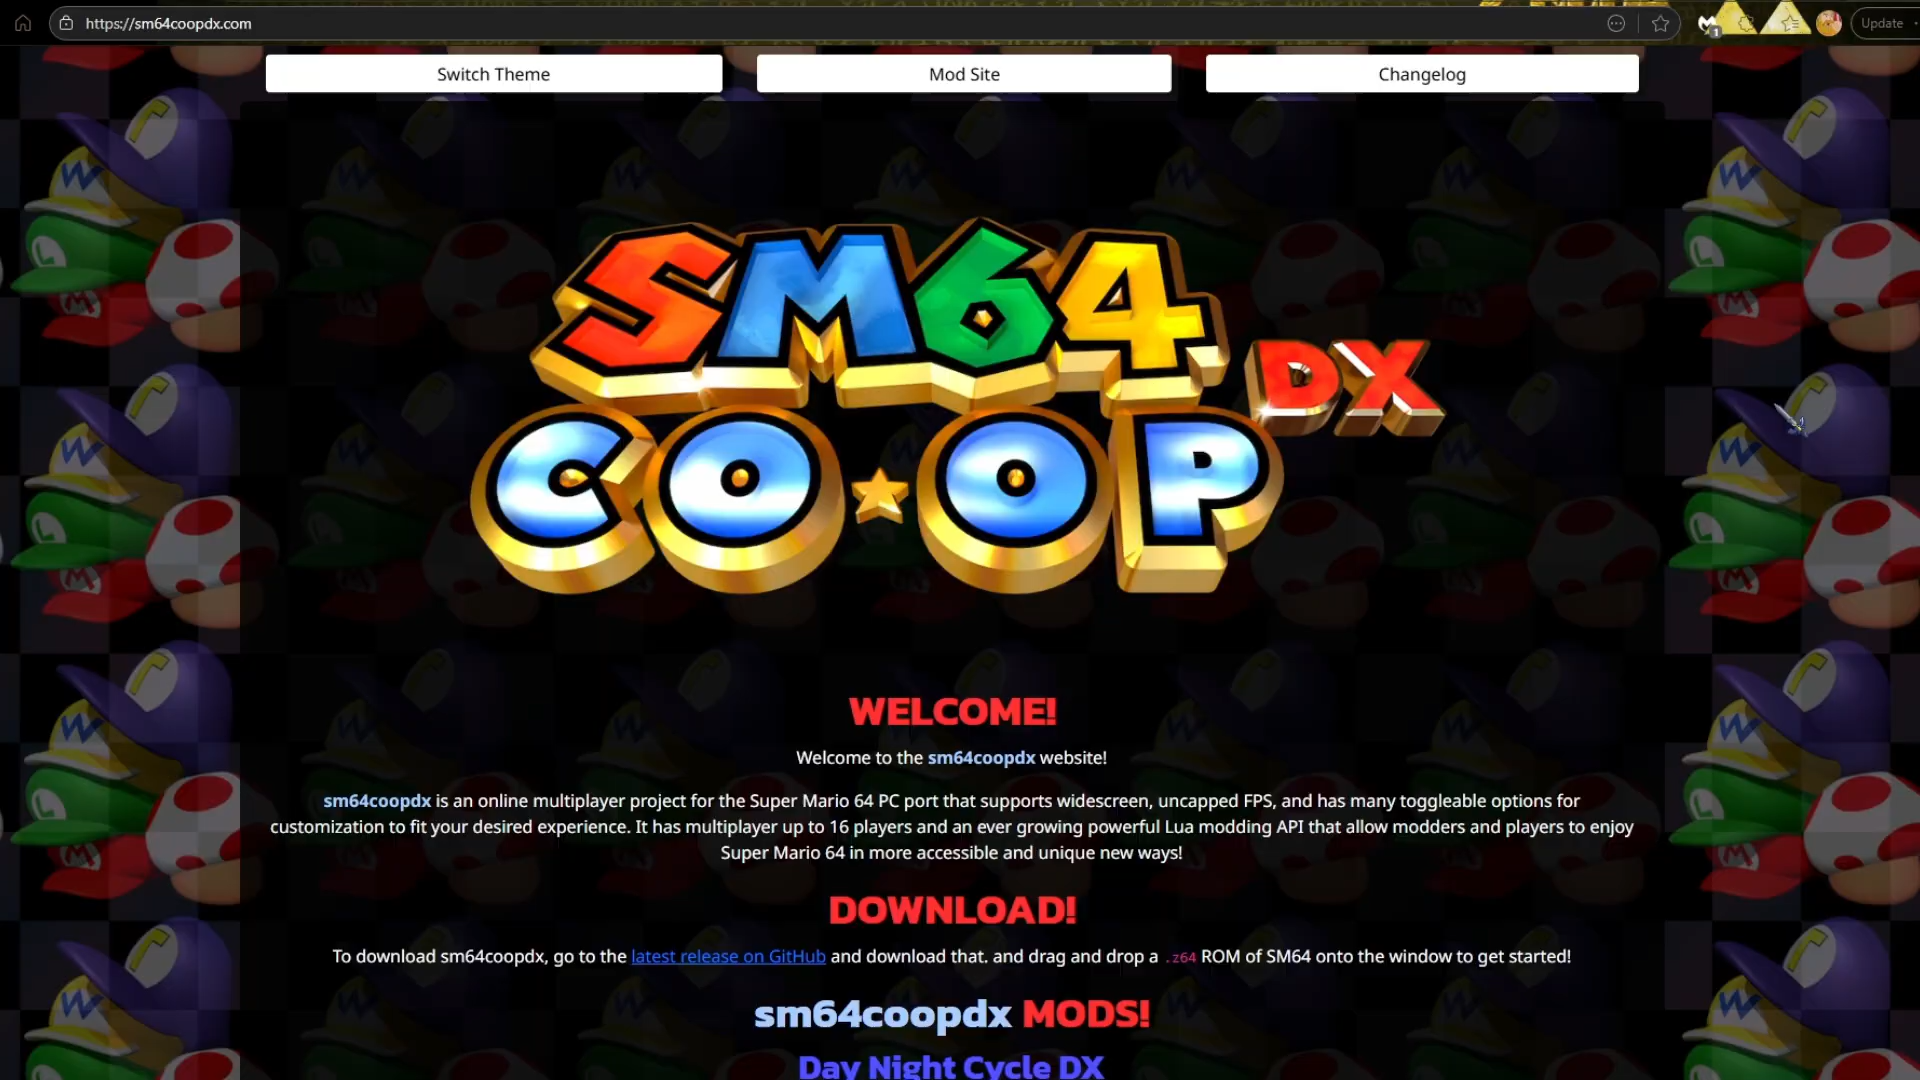 https://sm64coopdx.com
1
Update
Switch Theme
Mod Site
Changelog
SM64
DX
CO OP
WELCOME!
Welcome to the sm64coopdx website!
sm64coopdx is an online multiplayer project for the Super Mario 64 PC port that supports widescreen, uncapped FPS, and has many toggleable options for
customization to fit your desired experience. It has multiplayer up to 16 players and an ever growing powerful Lua modding API that allow modders and players to enjoy
Super Mario 64 in more accessible and unique new ways!
DOWNLOAD!
To download sm64coopdx, go to the latest release on GitHub and download that. and drag and drop a .z64 ROM of SM64 onto the window to get started!
sm64coopdx MODS!
Day Night Cycle DX